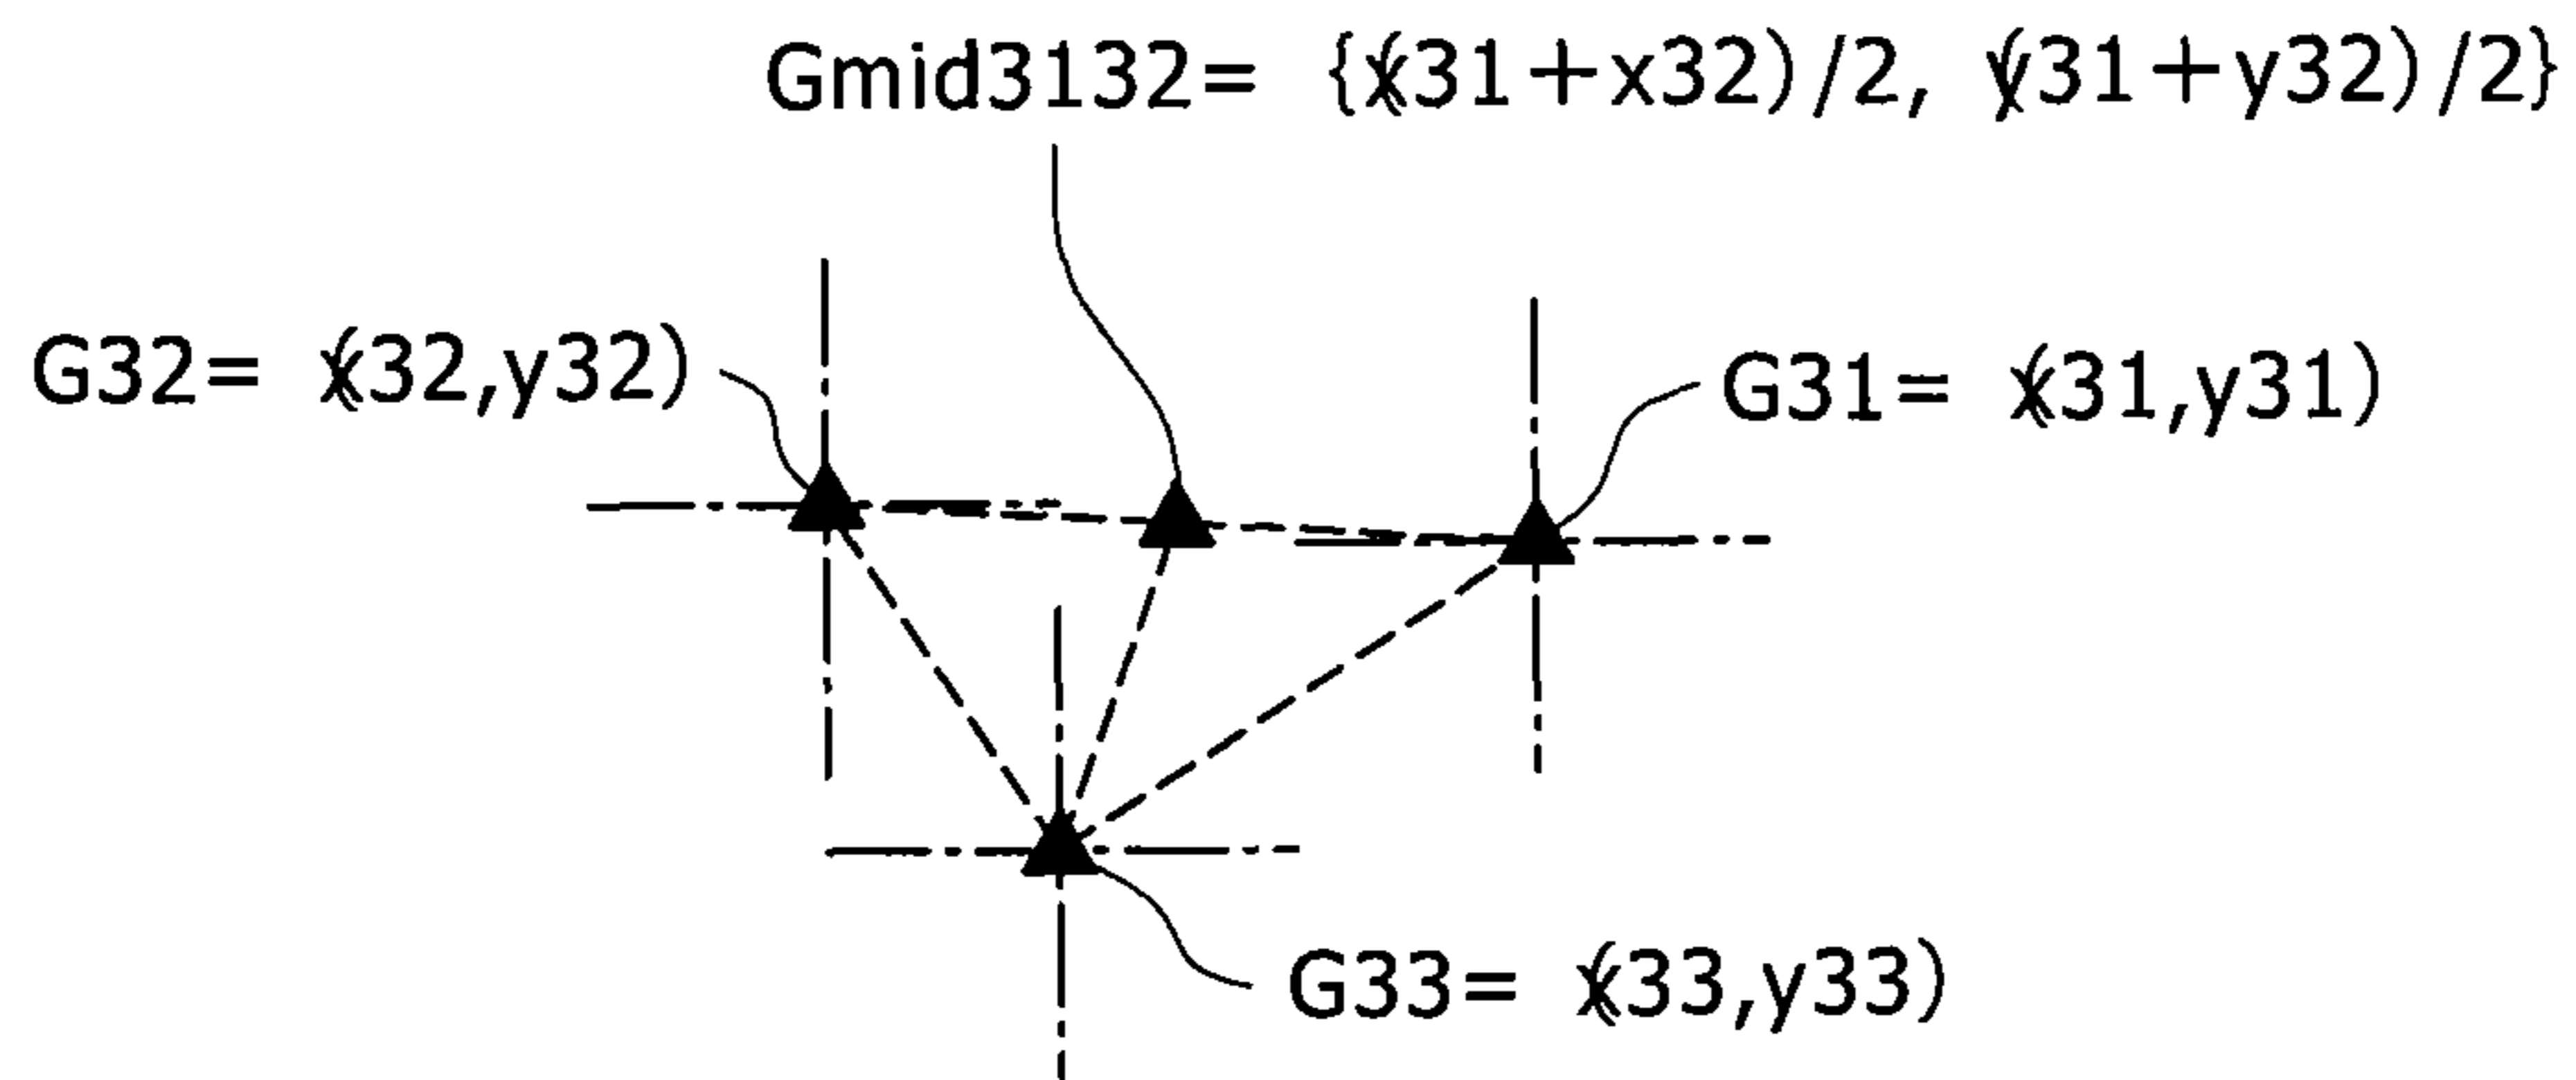 Gmid3132= {(x31+x32)/2, (y31+y32)/2}
G32= (x32,y32)
G31= (x31,y31)
G33= (x33,y33)